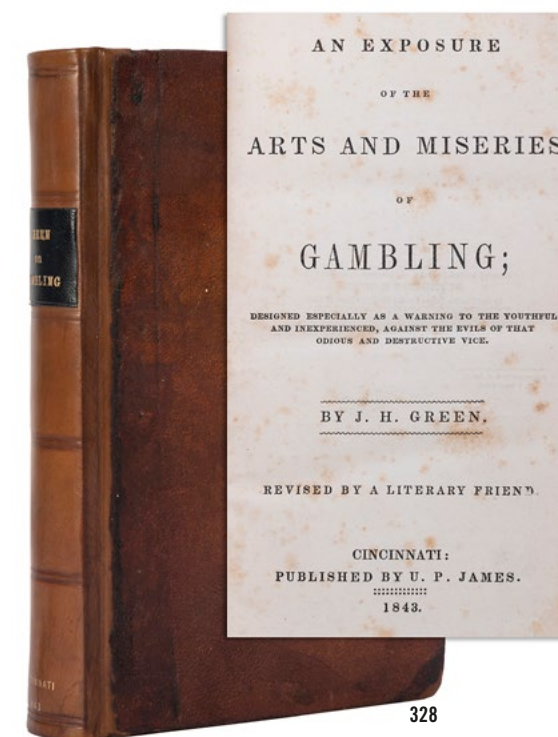 AN EXPOSURE
OF THE
ARTS AND MISERIES
OF
GAMBLING;
DESIGNED ESPECIALLY AS A WARNING TO THE YOUTHFUL
AND INEXPERIENCED, AGAINST THE EVILS OF THAT
ODIOUS AND DESTRUCTIVE VICE.
BY J. H. GREEN.
REVISED BY A LITERARY FRIEND
CINCINNATI:
PUBLISHED BY U. P. JAMES.
1843.
328